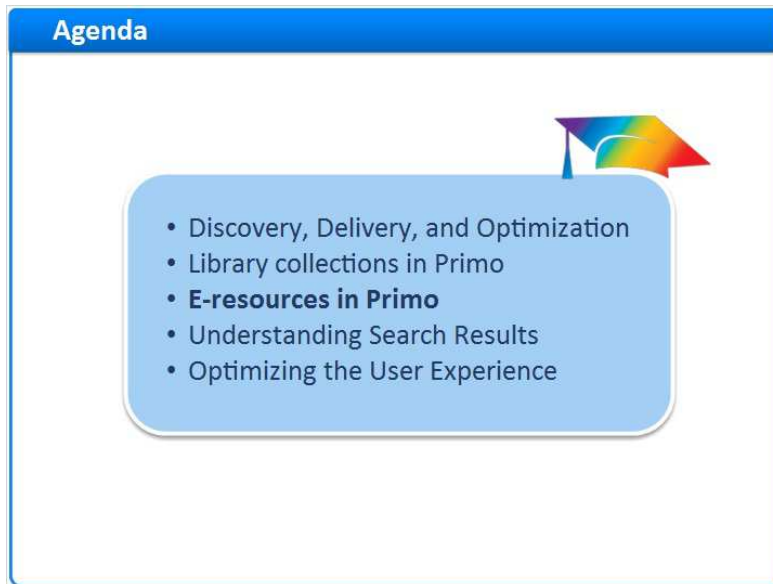 Agenda
• Discovery, Delivery, and Optimization
• Library collections in Primo
• E-resources in Primo
• Understanding Search Results
• Optimizing the User Experience